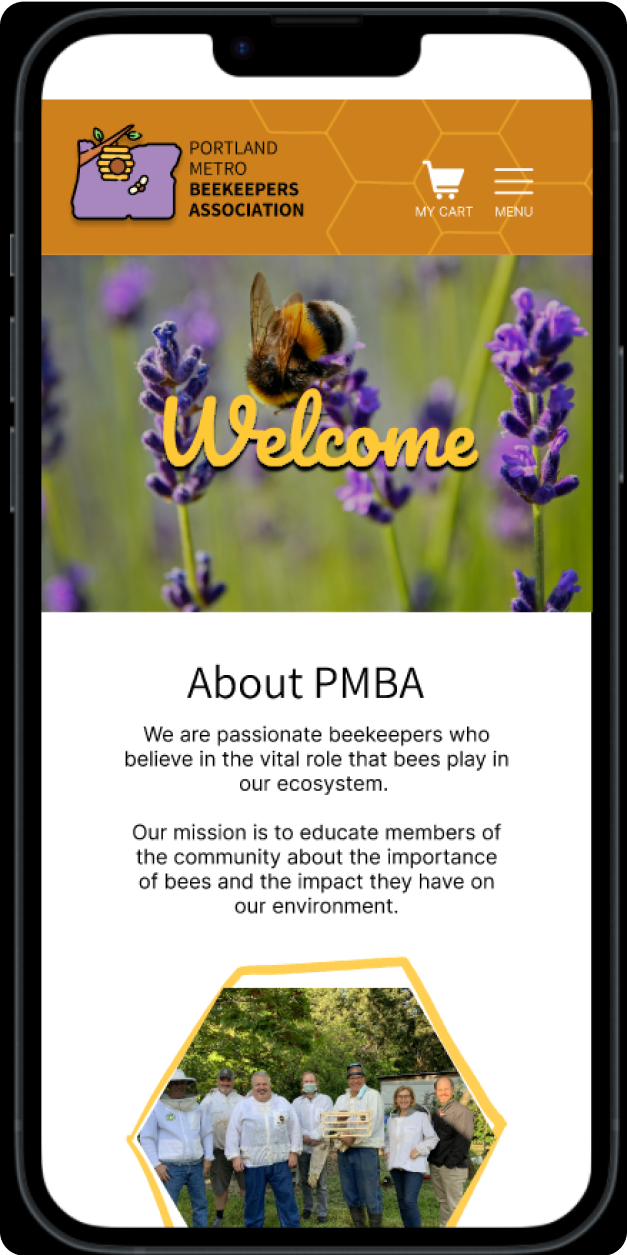 PORTLAND
METRO
BEEKEEPERS
ASSOCIATION
MY CART
MENU
Welcome
About PMBA
We are passionate beekeepers who
believe in the vital role that bees play in
our ecosystem.
Our mission is to educate members of
the community about the importance
of bees and the impact they have on
our environment.